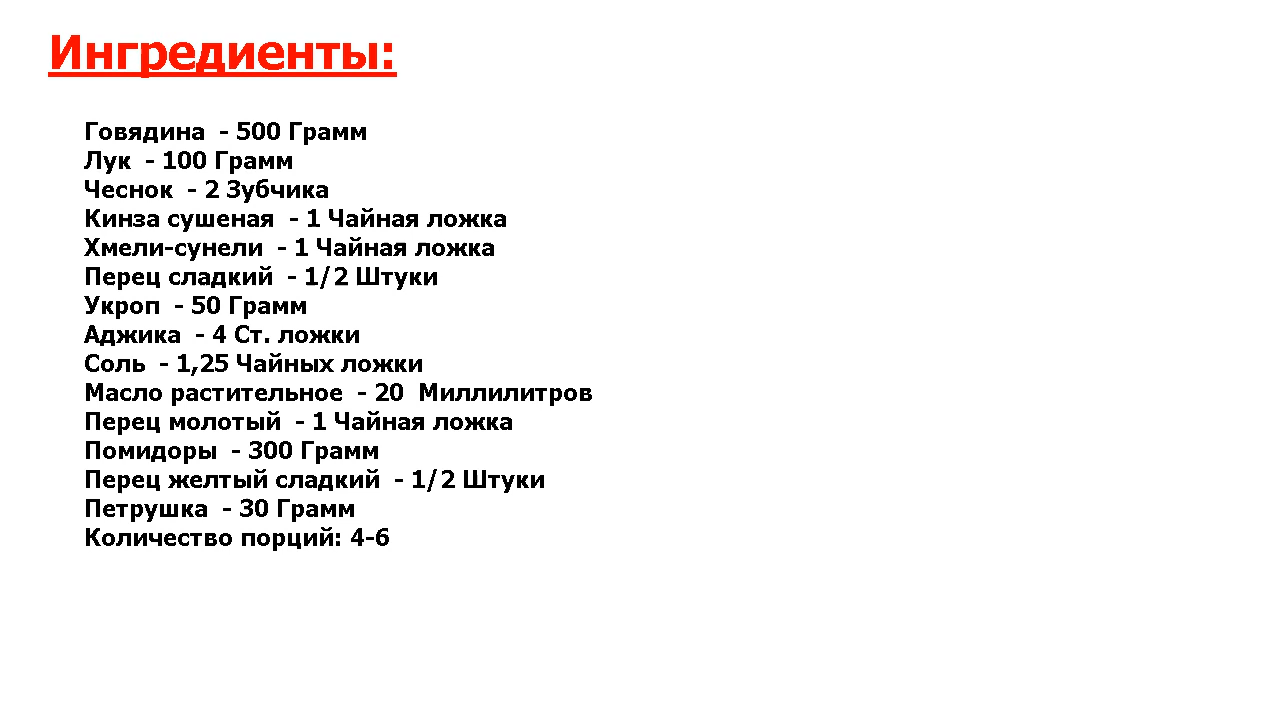 Ингредиенты:
Говядина  - 500 Грамм
Лук  - 100 Грамм
Чеснок  - 2 Зубчика
Кинза сушеная  - 1 Чайная ложка
Хмели-сунели  - 1 Чайная ложка
Перец сладкий  - 1/2 Штуки
Укроп  - 50 Грамм
Аджика  - 4 Ст. ложки
Соль  - 1,25 Чайных ложки
Масло растительное  - 20  Миллилитров
Перец молотый  - 1 Чайная ложка
Помидоры  - 300 Грамм
Перец желтый сладкий  - 1/2 Штуки
Петрушка  - 30 Грамм
Количество порций: 4-6